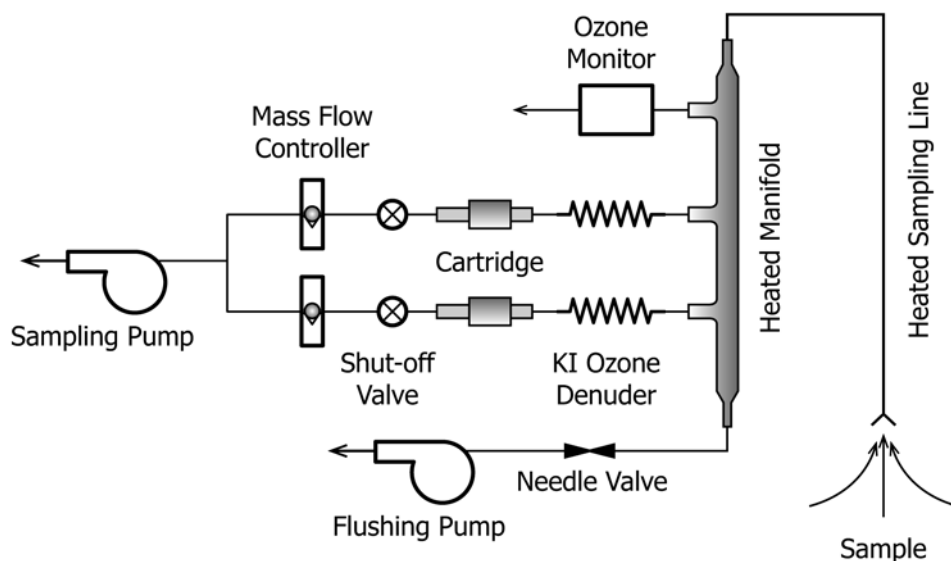 Ozone
Monitor
Mass Flow
Controller
Heated Manifold
Heated Sampling Line
Cartridge
Sampling Pump
Shut-off
Valve
KI Ozone
Denuder
Needle Valve
Flushing Pump
Sample